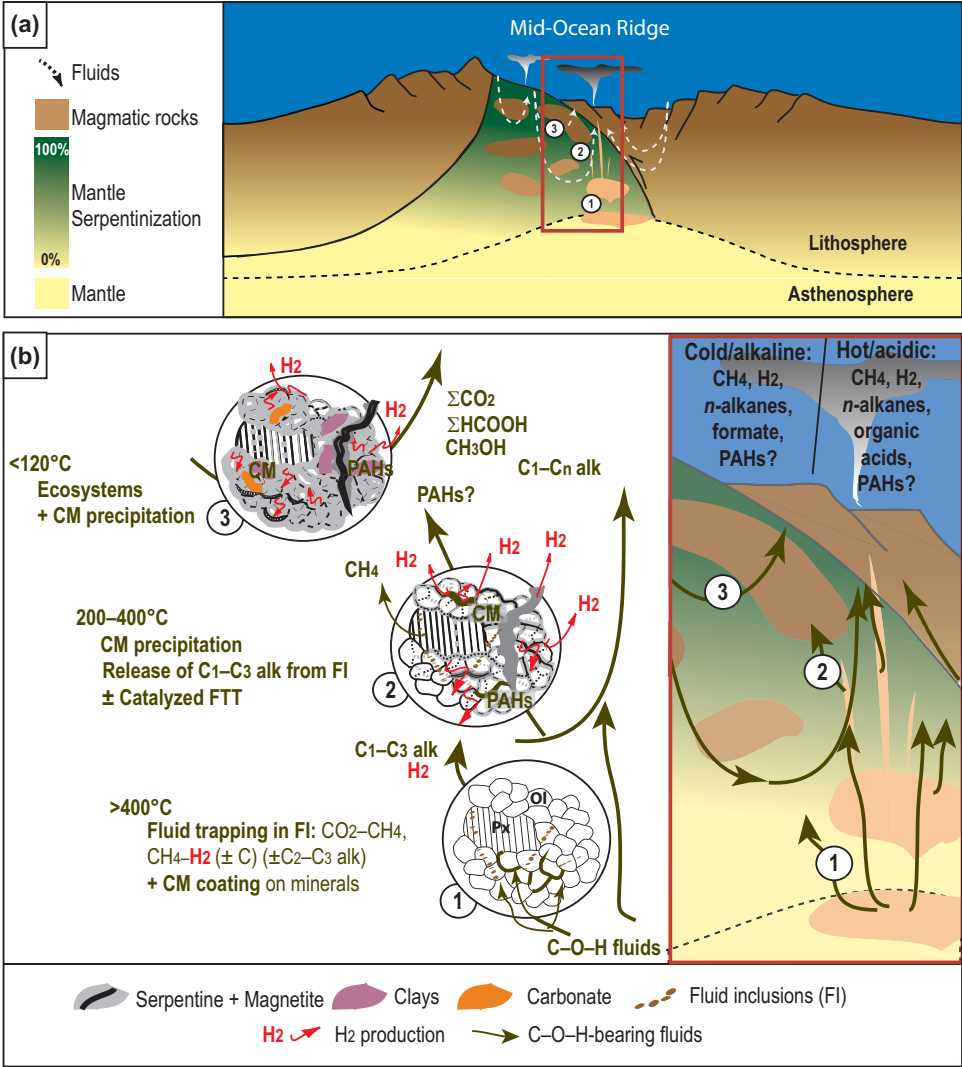 (a)
Mid-Ocean Ridge
Fluids
Magmatic rocks
100%
Mantle
Serpentinization
0%
Mantle
3
2
1
Lithosphere
Asthenosphere
(b)
H2
H2
CM
PAHs
3
<120°C
Ecosystems
+ CM precipitation
ΣCO2
ΣHCOOH
CH3OH
C1–Cn alk
PAHs?
CH4
H2
H2
H2
H2
CM
PAHs
2
200–400°C
CM precipitation
Release of C1–C3 alk from FI
± Catalyzed FTT
C1–C3 alk
H2
Ol
Px
1
>400°C
Fluid trapping in FI: CO2–CH4,
CH4–H2 (± C) (±C2–C3 alk)
+ CM coating on minerals
C–O–H fluids
Cold/alkaline:
CH4, H2,
n-alkanes,
formate,
PAHs?
Hot/acidic:
CH4, H2,
n-alkanes,
organic
acids,
PAHs?
3
2
1
Serpentine + Magnetite
Clays
Carbonate
Fluid inclusions (FI)
H2
H2 production
C–O–H-bearing fluids